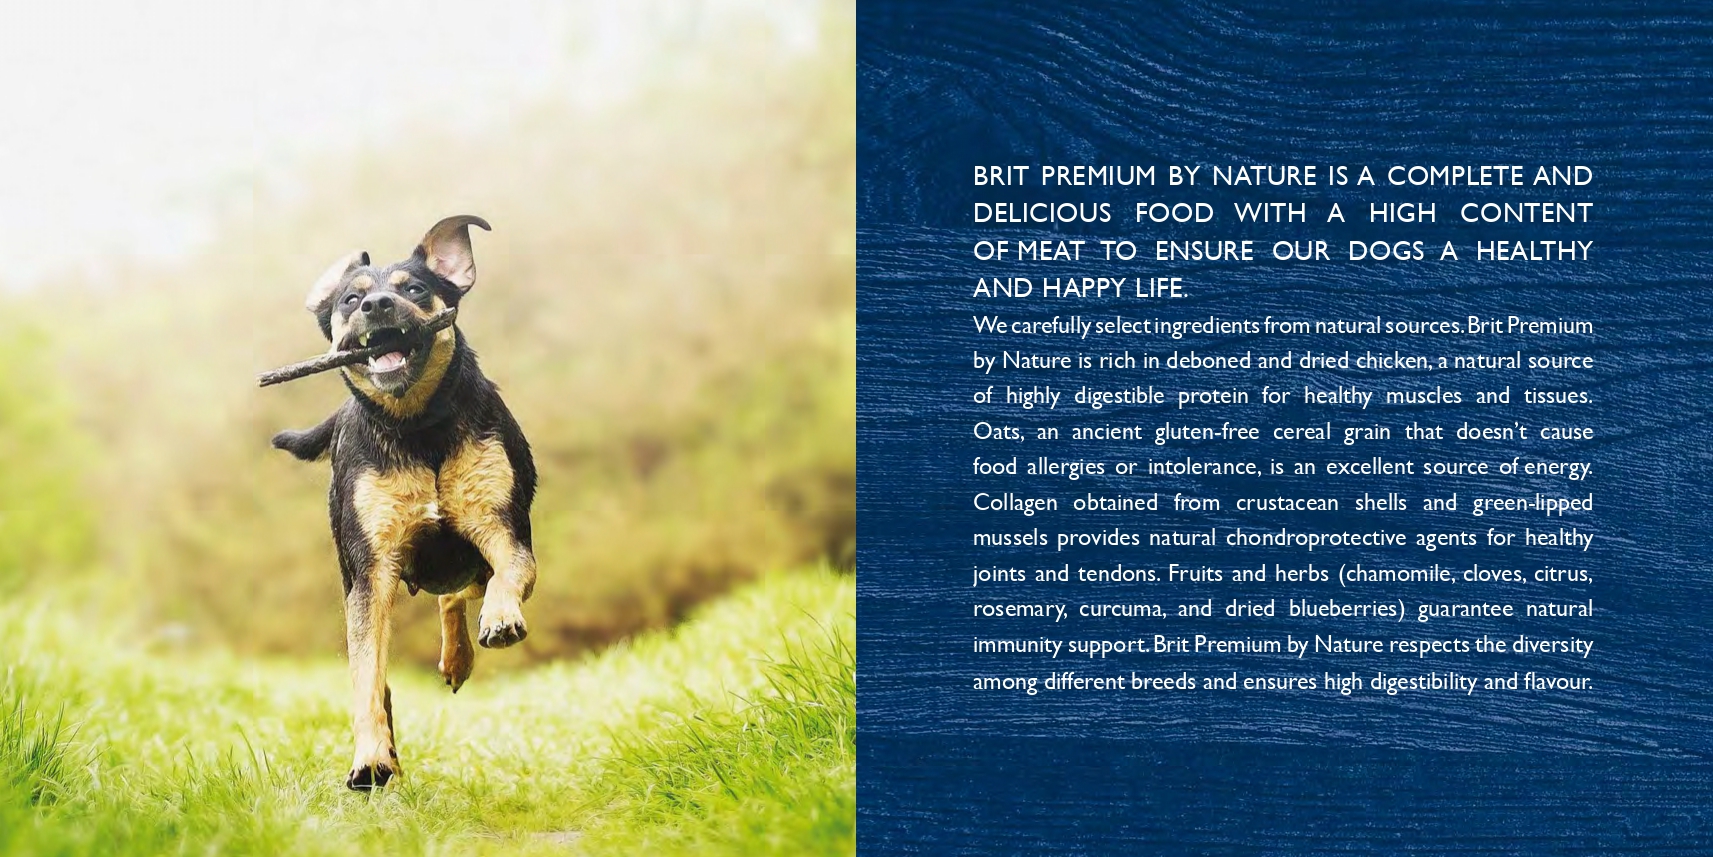 BRIT PREMIUM BY NATURE IS A COMPLETE AND
DELICIOUS FOOD WITH A HIGH CONTENT
OF MEAT TO ENSURE OUR DOGS A HEALTHY
AND HAPPY LIFE.
We carefully select ingredients from natural sources. Brit Premium
by Nature is rich in deboned and dried chicken, a natural source
of highly digestible protein for healthy muscles and tissues.
Oats, an ancient gluten-free cereal grain that doesn’t cause
food allergies or intolerance, is an excellent source of energy.
Collagen obtained from crustacean shells and green-lipped
mussels provides natural chondroprotective agents for healthy
joints and tendons. Fruits and herbs (chamomile, cloves, citrus,
rosemary, curcuma, and dried blueberries) guarantee natural
immunity support. Brit Premium by Nature respects the diversity
among different breeds and ensures high digestibility and flavour.